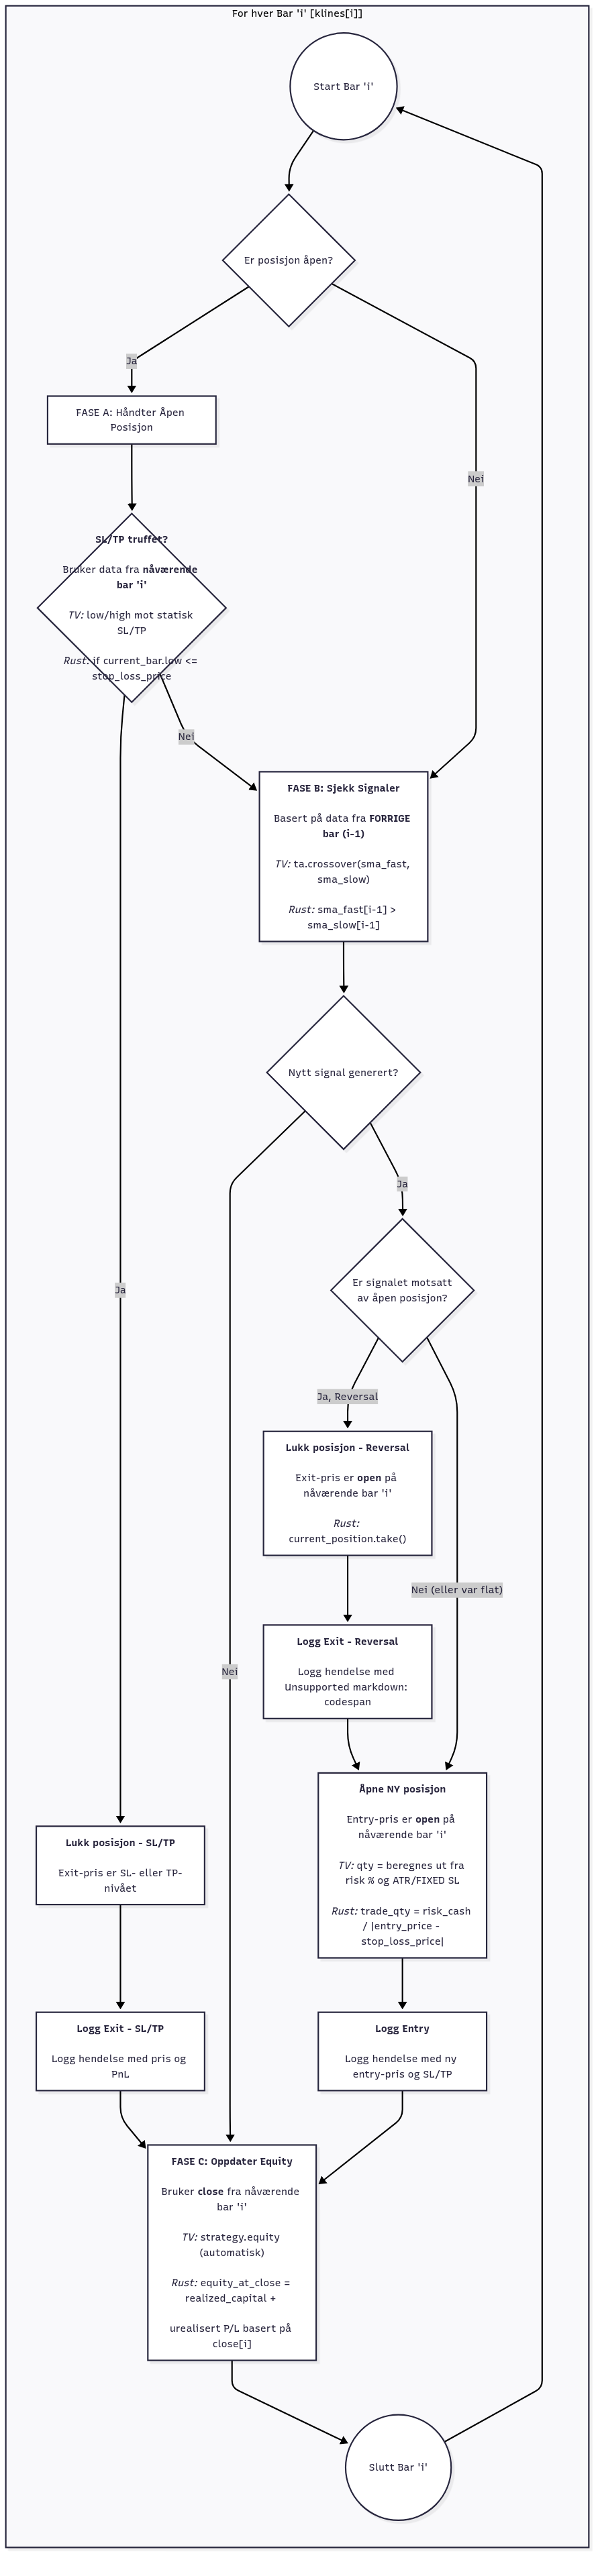 For hver Bar 'i' [klines[i]]
Start Bar 'i'
Er posisjon åpen?
Ja
FASE A: Håndter Åpen
Posisjon
Nei
SL/TP truffet?
Bruker data fra nåværende
bar 'i'
TV: low/high mot statisk
SL/TP
Rust: if current_bar.low <=
stop_loss_price
Nei
FASE B: Sjekk Signaler
Basert på data fra FORRIGE
bar (i-1)
TV: ta.crossover(sma_fast,
sma_slow)
Rust: sma_fast[i-1] >
sma_slow[i-1]
Nytt signal generert?
Ja
Ja
Er signalet motsatt
av åpen posisjon?
Ja, Reversal
Lukk posisjon - Reversal
Exit-pris er open på
nåværende bar 'i'
Rust:
current_position.take()
Nei (eller var flat)
Logg Exit - Reversal
Logg hendelse med
Unsupported markdown:
codespan
Nei
Åpne NY posisjon
Entry-pris er open på
nåværende bar 'i'
TV: qty = beregnes ut fra
risk % og ATR/FIXED SL
Rust: trade_qty = risk_cash
/ |entry_price -
stop_loss_price|
Lukk posisjon - SL/TP
Exit-pris er SL- eller TP-
nivået
Logg Exit - SL/TP
Logg hendelse med pris og
PnL
Logg Entry
Logg hendelse med ny
entry-pris og SL/TP
FASE C: Oppdater Equity
Bruker close fra nåværende
bar 'i'
TV: strategy.equity
(automatisk)
Rust: equity_at_close =
realized_capital +
urealisert P/L basert på
close[i]
Slutt Bar 'i'